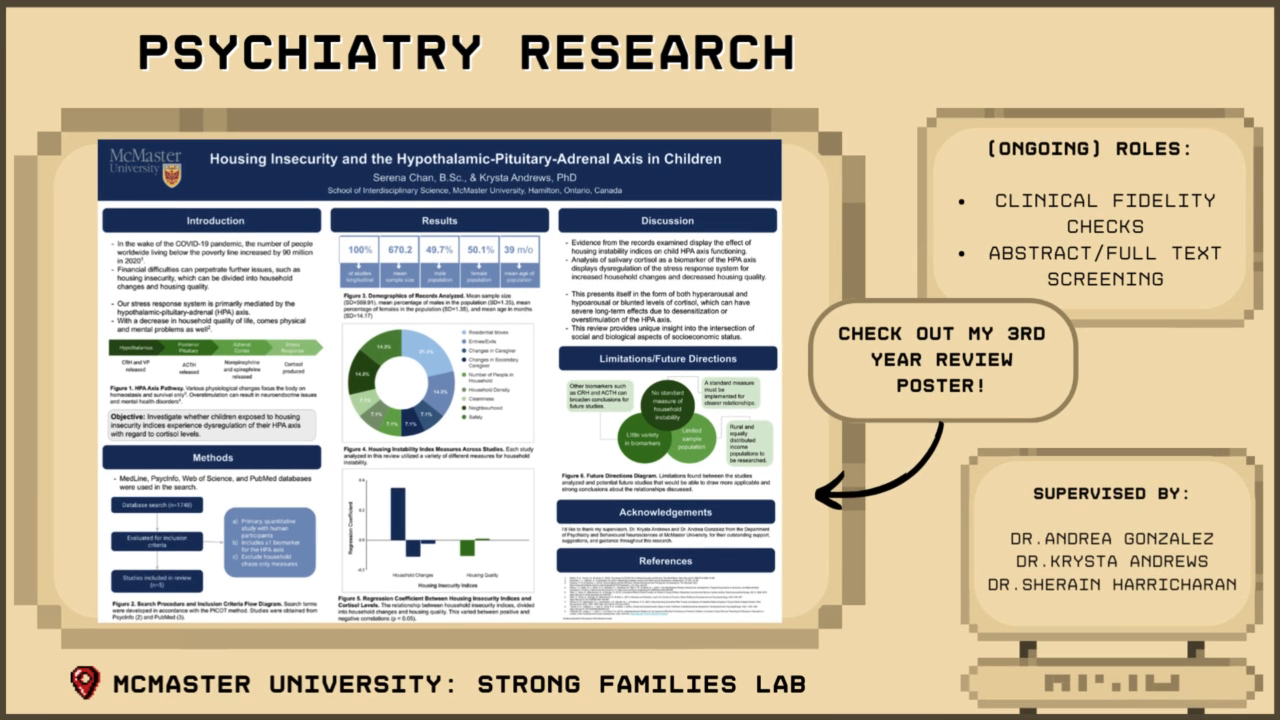 PSYCHIATRY RESEARCH
McMaster
University
Housing Insecurity and the Hypothalamic-Pituitary-Adrenal Axis in Children
Serena Chan, B.Sc., & Krysta Andrews, PhD
School of Interdisciplinary Science, McMaster University, Hamilton, Ontario, Canada
Introduction
- In the wake of the COVID-19 pandemic, the number of people
worldwide living below the poverty line increased by 90 million
in 2020¹.
- Financial difficulties can perpetrate further issues, such as
housing insecurity, which can be divided into household
changes and housing quality.
- Our stress response system is primarily mediated by the
hypothalamic-pituitary-adrenal (HPA) axis.
- With a decrease in household quality of life, comes physical
and mental problems as well².
Hypothalamus
Posterior
Pituitary
Adrenal
Cortex
Stress
Response
CRH and VP
released
ACTH
released
Norepinephrine
and epinephrine
released
Cortisol
produced
Figure 1. HPA Axis Pathway. Various physiological changes focus the body on
homeostasis and survival only³. Overstimulation can result in neuroendocrine issues
and mental health disorders⁴.
Objective: Investigate whether children exposed to housing
insecurity indices experience dysregulation of their HPA axis
with regard to cortisol levels.
Methods
- MedLine, PsycInfo, Web of Science, and PubMed databases
were used in the search.
Database search (n=1746)
Evaluated for inclusion
criteria
Studies included in review
(n=5)
a) Primary quantitative
study with human
participants
b) Includes ≥1 biomarker
for the HPA axis
c) Exclude household
chaos only measures
Figure 2. Search Procedure and Inclusion Criteria Flow Diagram. Search terms
were developed in accordance with the PICOT method. Studies were obtained from
PsycInfo (2) and PubMed (3).
Results
100%
of studies
longitudinal
670.2
mean
sample size
49.7%
male
population
50.1%
female
population
39 m/o
mean age of
population
Figure 3. Demographics of Records Analyzed. Mean sample size
(SD=569.91), mean percentage of males in the population (SD=1.35), mean
percentage of females in the population (SD=1.38), and mean age in months
(SD=14.17)
21.4%
14.3%
7.1%
7.1%
7.1%
7.1%
7.1%
14.3%
14.3%
Residential Moves
Entries/Exits
Changes in Caregiver
Changes in Secondary
Caregiver
Number of People in
Household
Household Density
Cleanliness
Neighbourhood
Safety
Figure 4. Housing Instability Index Measures Across Studies. Each study
analyzed in this review utilized a variety of different measures for household
instability.
Regression Coefficient
0.4
0.2
0.0
-0.2
Household Changes
Housing Quality
Housing Insecurity Indices
Figure 5. Regression Coefficient Between Housing Insecurity Indices and
Cortisol Levels. The relationship between household insecurity indices, divided
into household changes and housing quality. This varied between positive and
negative correlations (p = 0.05).
Discussion
- Evidence from the records examined display the effect of
housing instability indices on child HPA axis functioning.
- Analysis of salivary cortisol as a biomarker of the HPA axis
displays dysregulation of the stress response system for
increased household changes and decreased housing quality.
- This presents itself in the form of both hyperarousal and
hypoarousal or blunted levels of cortisol, which can have
severe long-term effects due to desensitization or
overstimulation of the HPA axis.
- This review provides unique insight into the intersection of
social and biological aspects of socioeconomic status.
Limitations/Future Directions
Other biomarkers such
as CRH and ACTH can
broaden conclusions for
future studies.
No standard
measure of
household
instability
A standard measure
must be
implemented for
clearer relationships.
Little variety
in biomarkers
Limited
sample
population
Rural and
equally
distributed
income
populations to
be researched.
Figure 6. Future Directions Diagram. Limitations found between the studies
analyzed and potential future studies that would be able to draw more applicable and
strong conclusions about the relationships discussed.
Acknowledgements
I'd like to thank my supervisors, Dr. Krysta Andrews and Dr. Andrea Gonzalez from the Department
of Psychiatry and Behavioural Neurosciences at McMaster University, for their outstanding support,
suggestions, and guidance throughout this research.
References
(ONGOING) ROLES:
• CLINICAL FIDELITY
CHECKS
• ABSTRACT/FULL TEXT
SCREENING
CHECK OUT MY 3RD
YEAR REVIEW
POSTER!
SUPERVISED BY:
DR.ANDREA GONZALEZ
DR.KRYSTA ANDREWS
DR.JERALD HARRICHARAN
MCMASTER UNIVERSITY: STRONG FAMILIES LAB